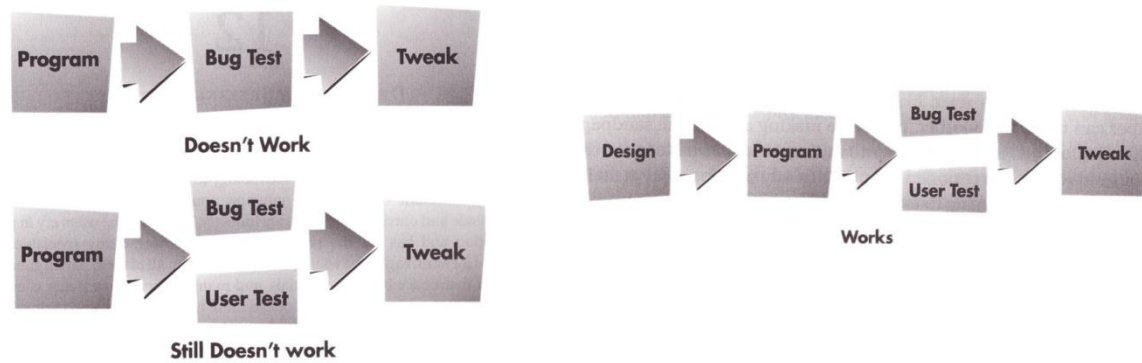 Program
Bug Test
Tweak
Doesn't Work
Program
Bug Test
User Test
Tweak
Still Doesn't work
Design
Program
Bug Test
User Test
Tweak
Works